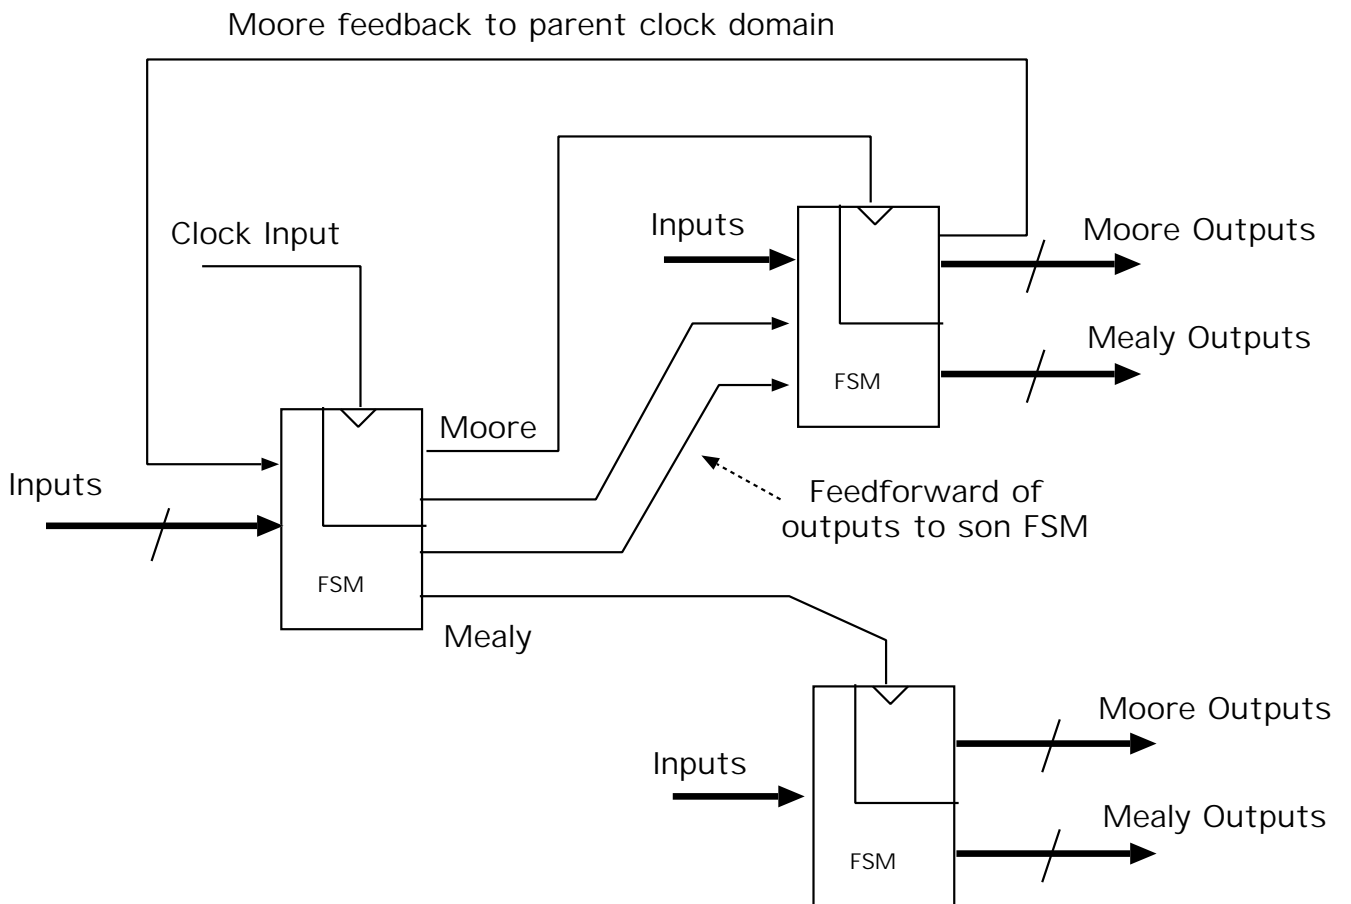 Moore feedback to parent clock domain
Clock Input
Inputs
Moore Outputs
Mealy Outputs
FSM
Moore
Inputs
Feedforward of
outputs to son FSM
FSM
Mealy
Moore Outputs
Inputs
Mealy Outputs
FSM